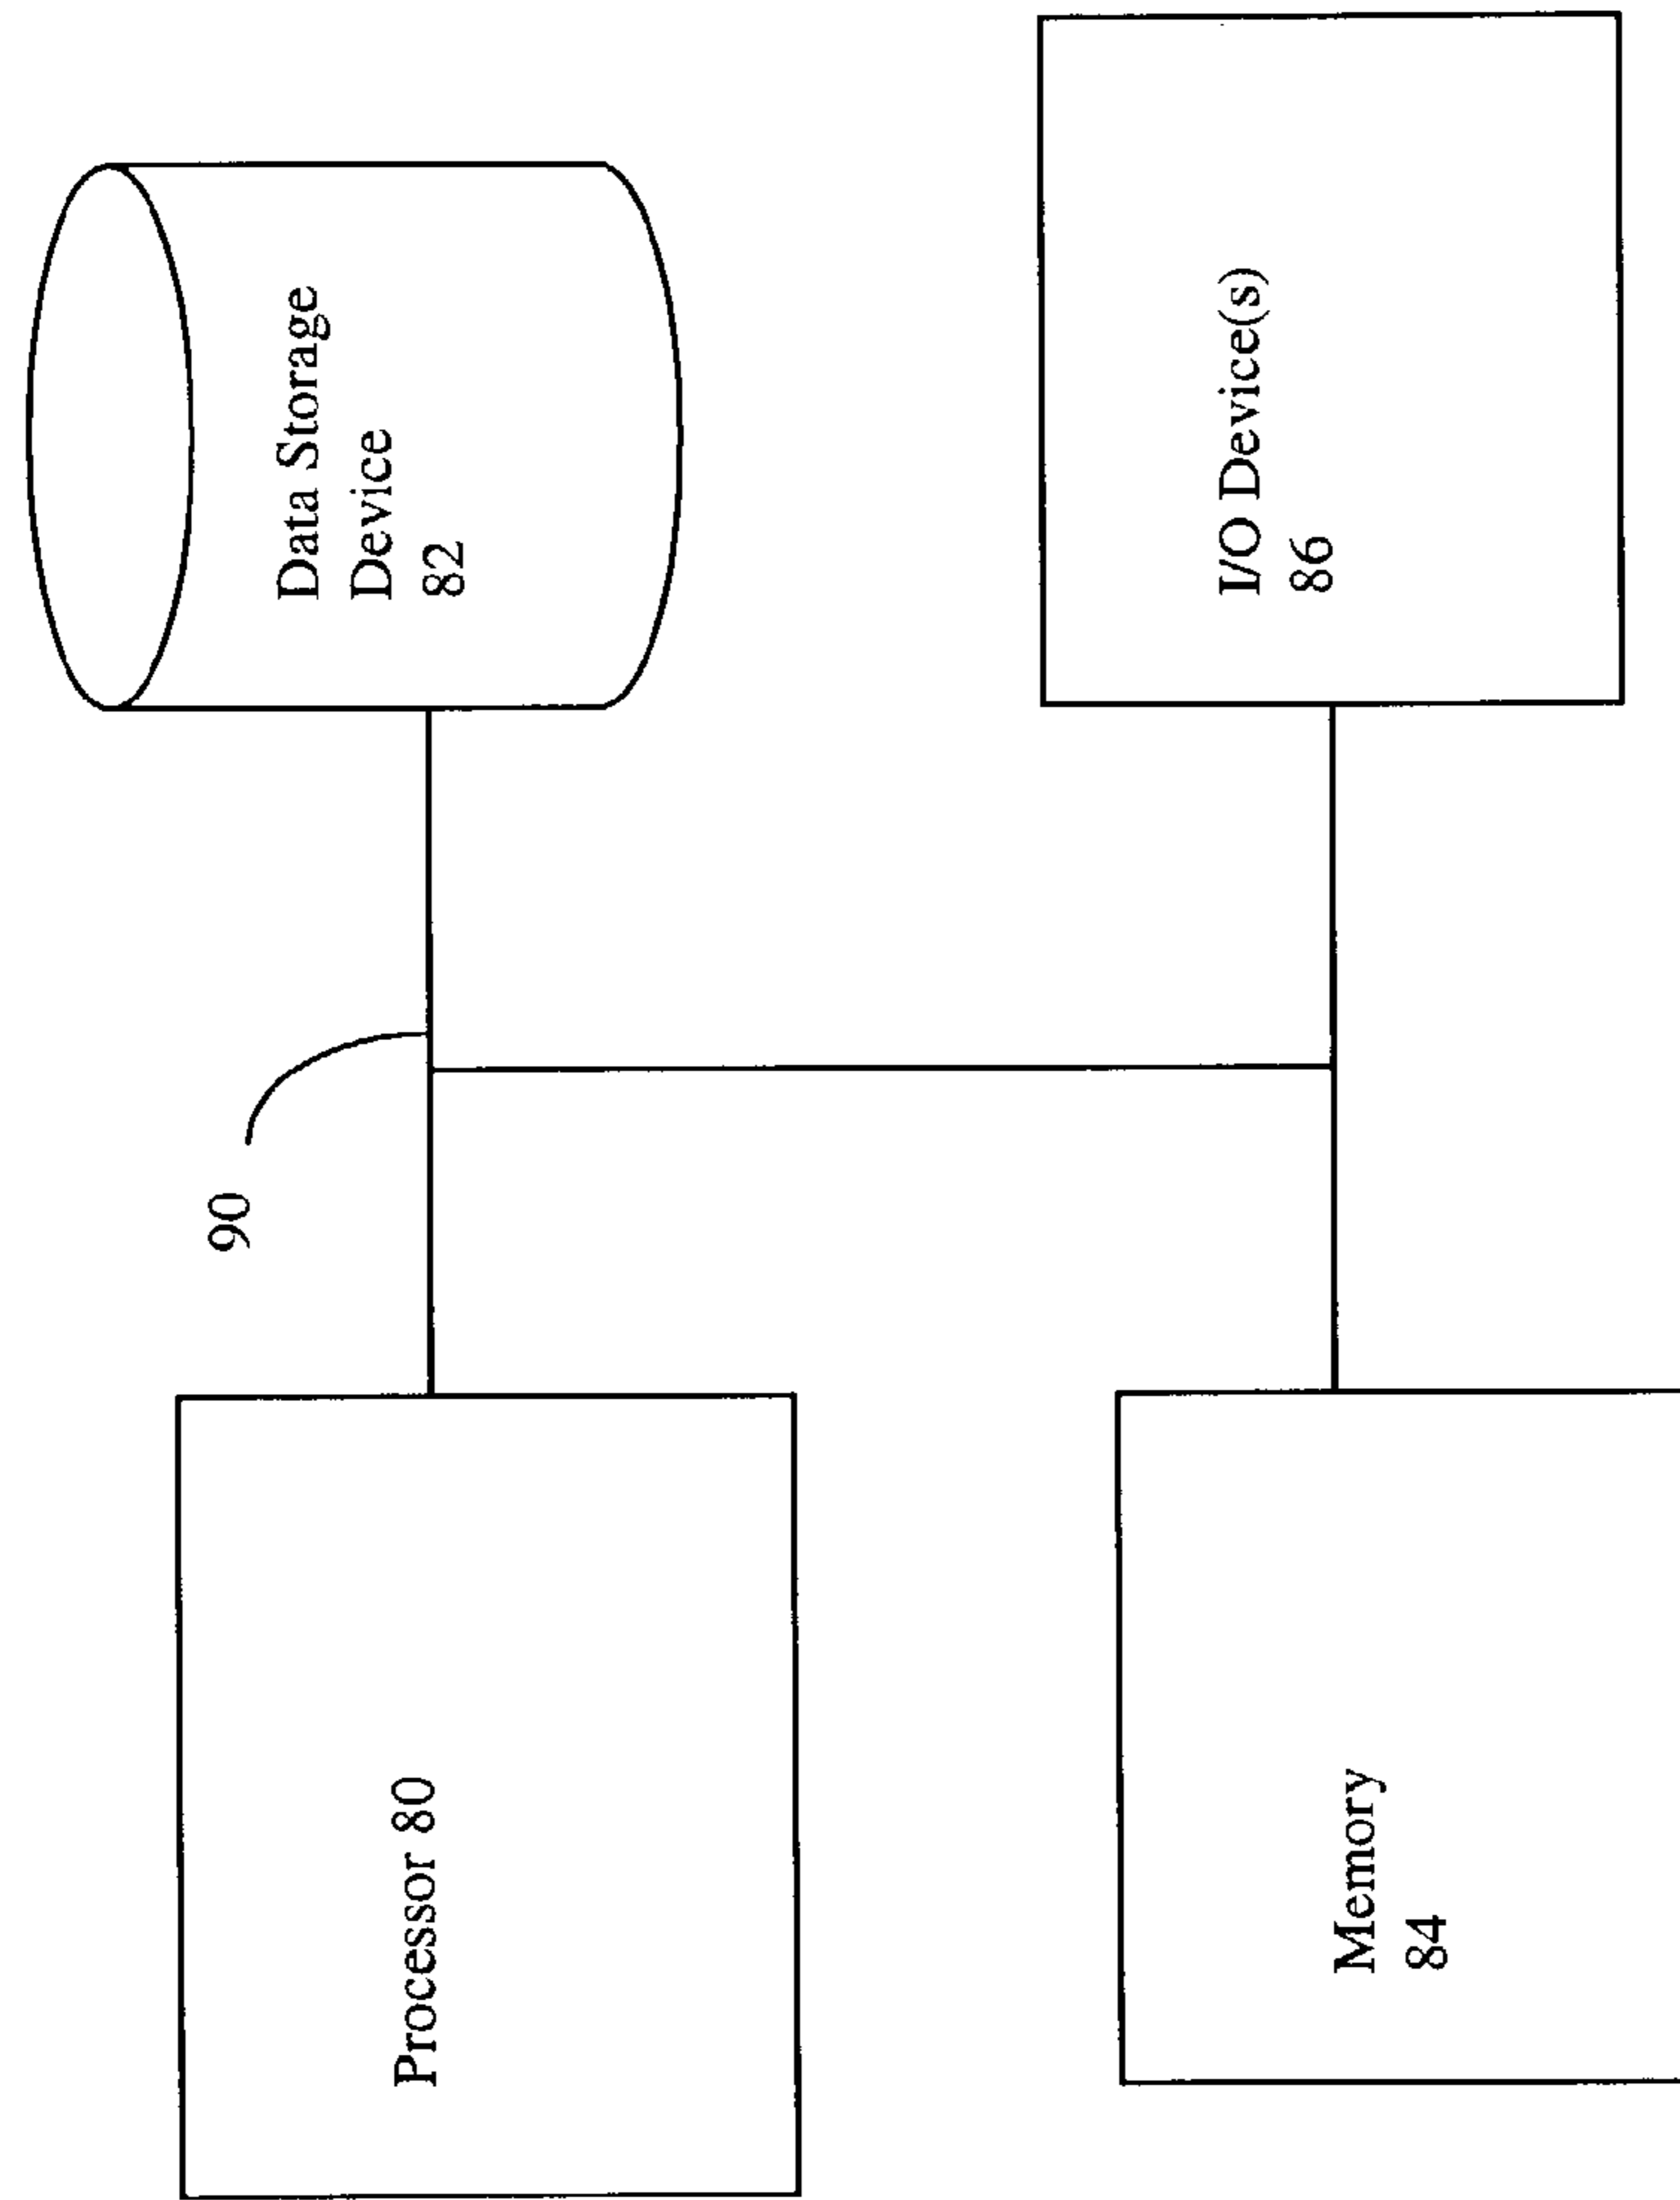 90
Processor 80
Data Storage
Device
82
Memory
84
I/O Device(s)
86